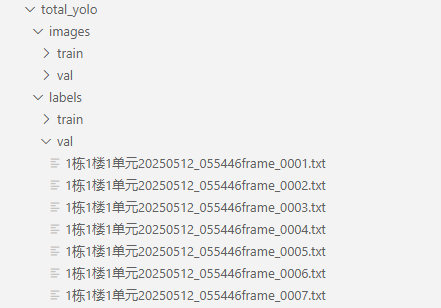 total_yolo
images
train
val
labels
train
val
1栋1楼1单元20250512_055446frame_0001.txt
1栋1楼1单元20250512_055446frame_0002.txt
1栋1楼1单元20250512_055446frame_0003.txt
1栋1楼1单元20250512_055446frame_0004.txt
1栋1楼1单元20250512_055446frame_0005.txt
1栋1楼1单元20250512_055446frame_0006.txt
1栋1楼1单元20250512_055446frame_0007.txt